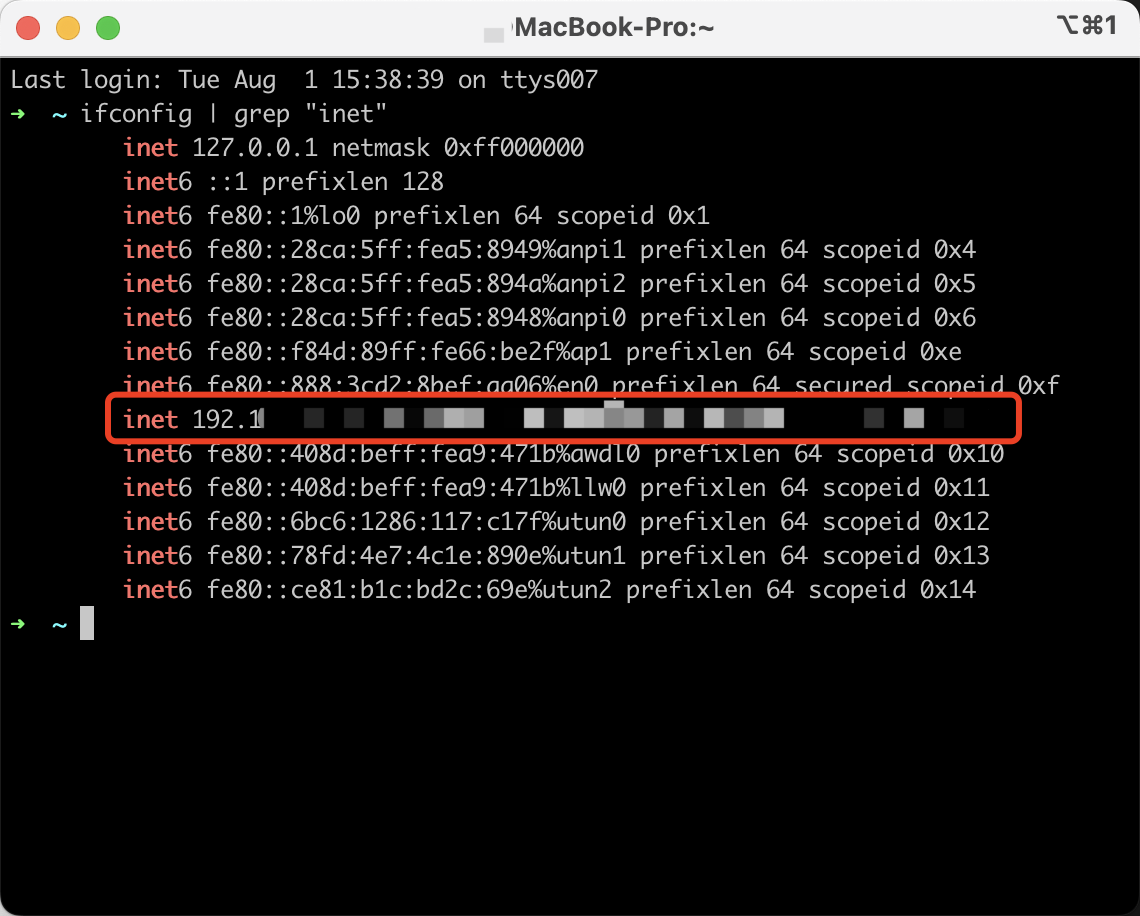 MacBook-Pro:~ ⌥⌘1
Last login: Tue Aug  1 15:38:39 on ttys007
➜  ~ ifconfig | grep "inet"
inet 127.0.0.1 netmask 0xff000000
inet6 ::1 prefixlen 128
inet6 fe80::1%lo0 prefixlen 64 scopeid 0x1
inet6 fe80::28ca:5ff:fea5:8949%anpi1 prefixlen 64 scopeid 0x4
inet6 fe80::28ca:5ff:fea5:894a%anpi2 prefixlen 64 scopeid 0x5
inet6 fe80::28ca:5ff:fea5:8948%anpi0 prefixlen 64 scopeid 0x6
inet6 fe80::f84d:89ff:fe66:be2f%ap1 prefixlen 64 scopeid 0xe
inet6 fe80::888:3cd2:8bef:aa06%en0 prefixlen 64 secured scopeid 0xf
inet 192.1
inet6 fe80::408d:beff:fea9:471b%awdl0 prefixlen 64 scopeid 0x10
inet6 fe80::408d:beff:fea9:471b%llw0 prefixlen 64 scopeid 0x11
inet6 fe80::6bc6:1286:117:c17f%utun0 prefixlen 64 scopeid 0x12
inet6 fe80::78fd:4e7:4c1e:890e%utun1 prefixlen 64 scopeid 0x13
inet6 fe80::ce81:b1c:bd2c:69e%utun2 prefixlen 64 scopeid 0x14
➜  ~